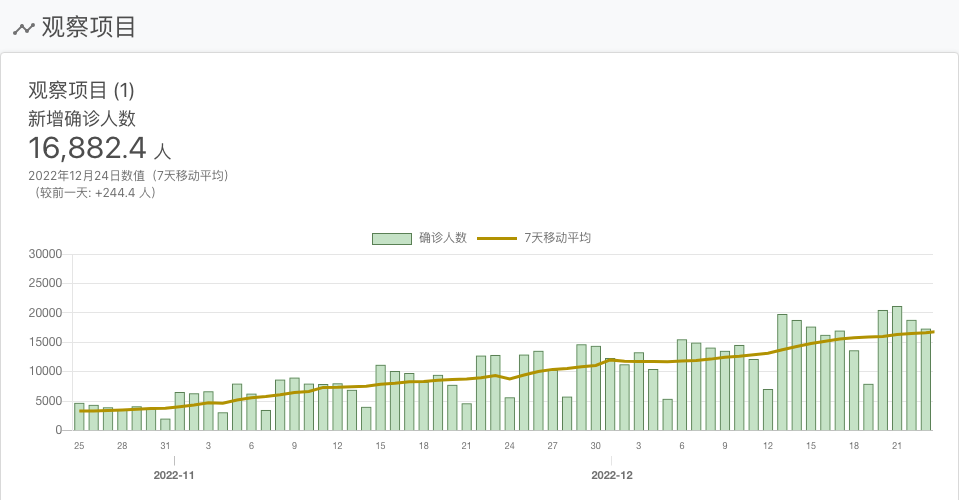 观察项目
观察项目 (1)
新增确诊人数
16,882.4 人
2022年12月24日数值（7天移动平均）
（较前一天: +244.4 人）
确诊人数 7天移动平均
30000
25000
20000
15000
10000
5000
0
25 28 31 3 6 9 12 15 18 21 24 27 30 3 6 9 12 15 18 21
2022-11 2022-12